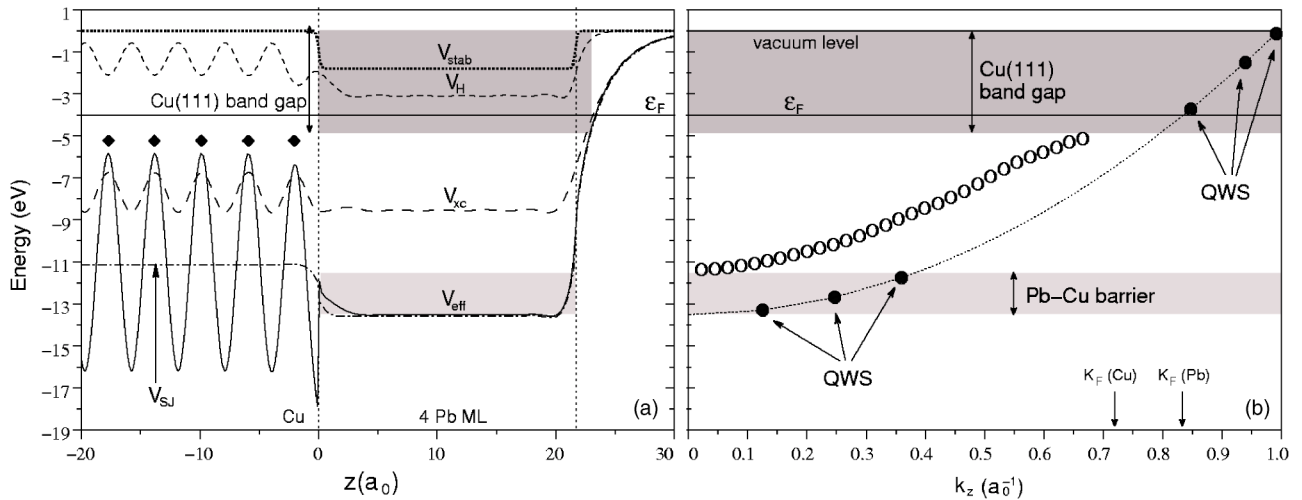 1
−1
−3
−5
−7
−9
−11
−13
−15
−17
−19
Energy (eV)
V_stab
V_H
Cu(111)
band gap
ε_F
V_xc
V_eff
V_SJ
Cu
4 Pb ML
(a)
−20
−10
0
10
20
30
z(a_0)
vacuum level
Cu(111)
band gap
ε_F
QWS
Pb−Cu barrier
QWS
K_F (Cu)
K_F (Pb)
(b)
0.0
0.1
0.2
0.3
0.4
0.5
0.6
0.7
0.8
0.9
1.0
k_z (a_0^−1)